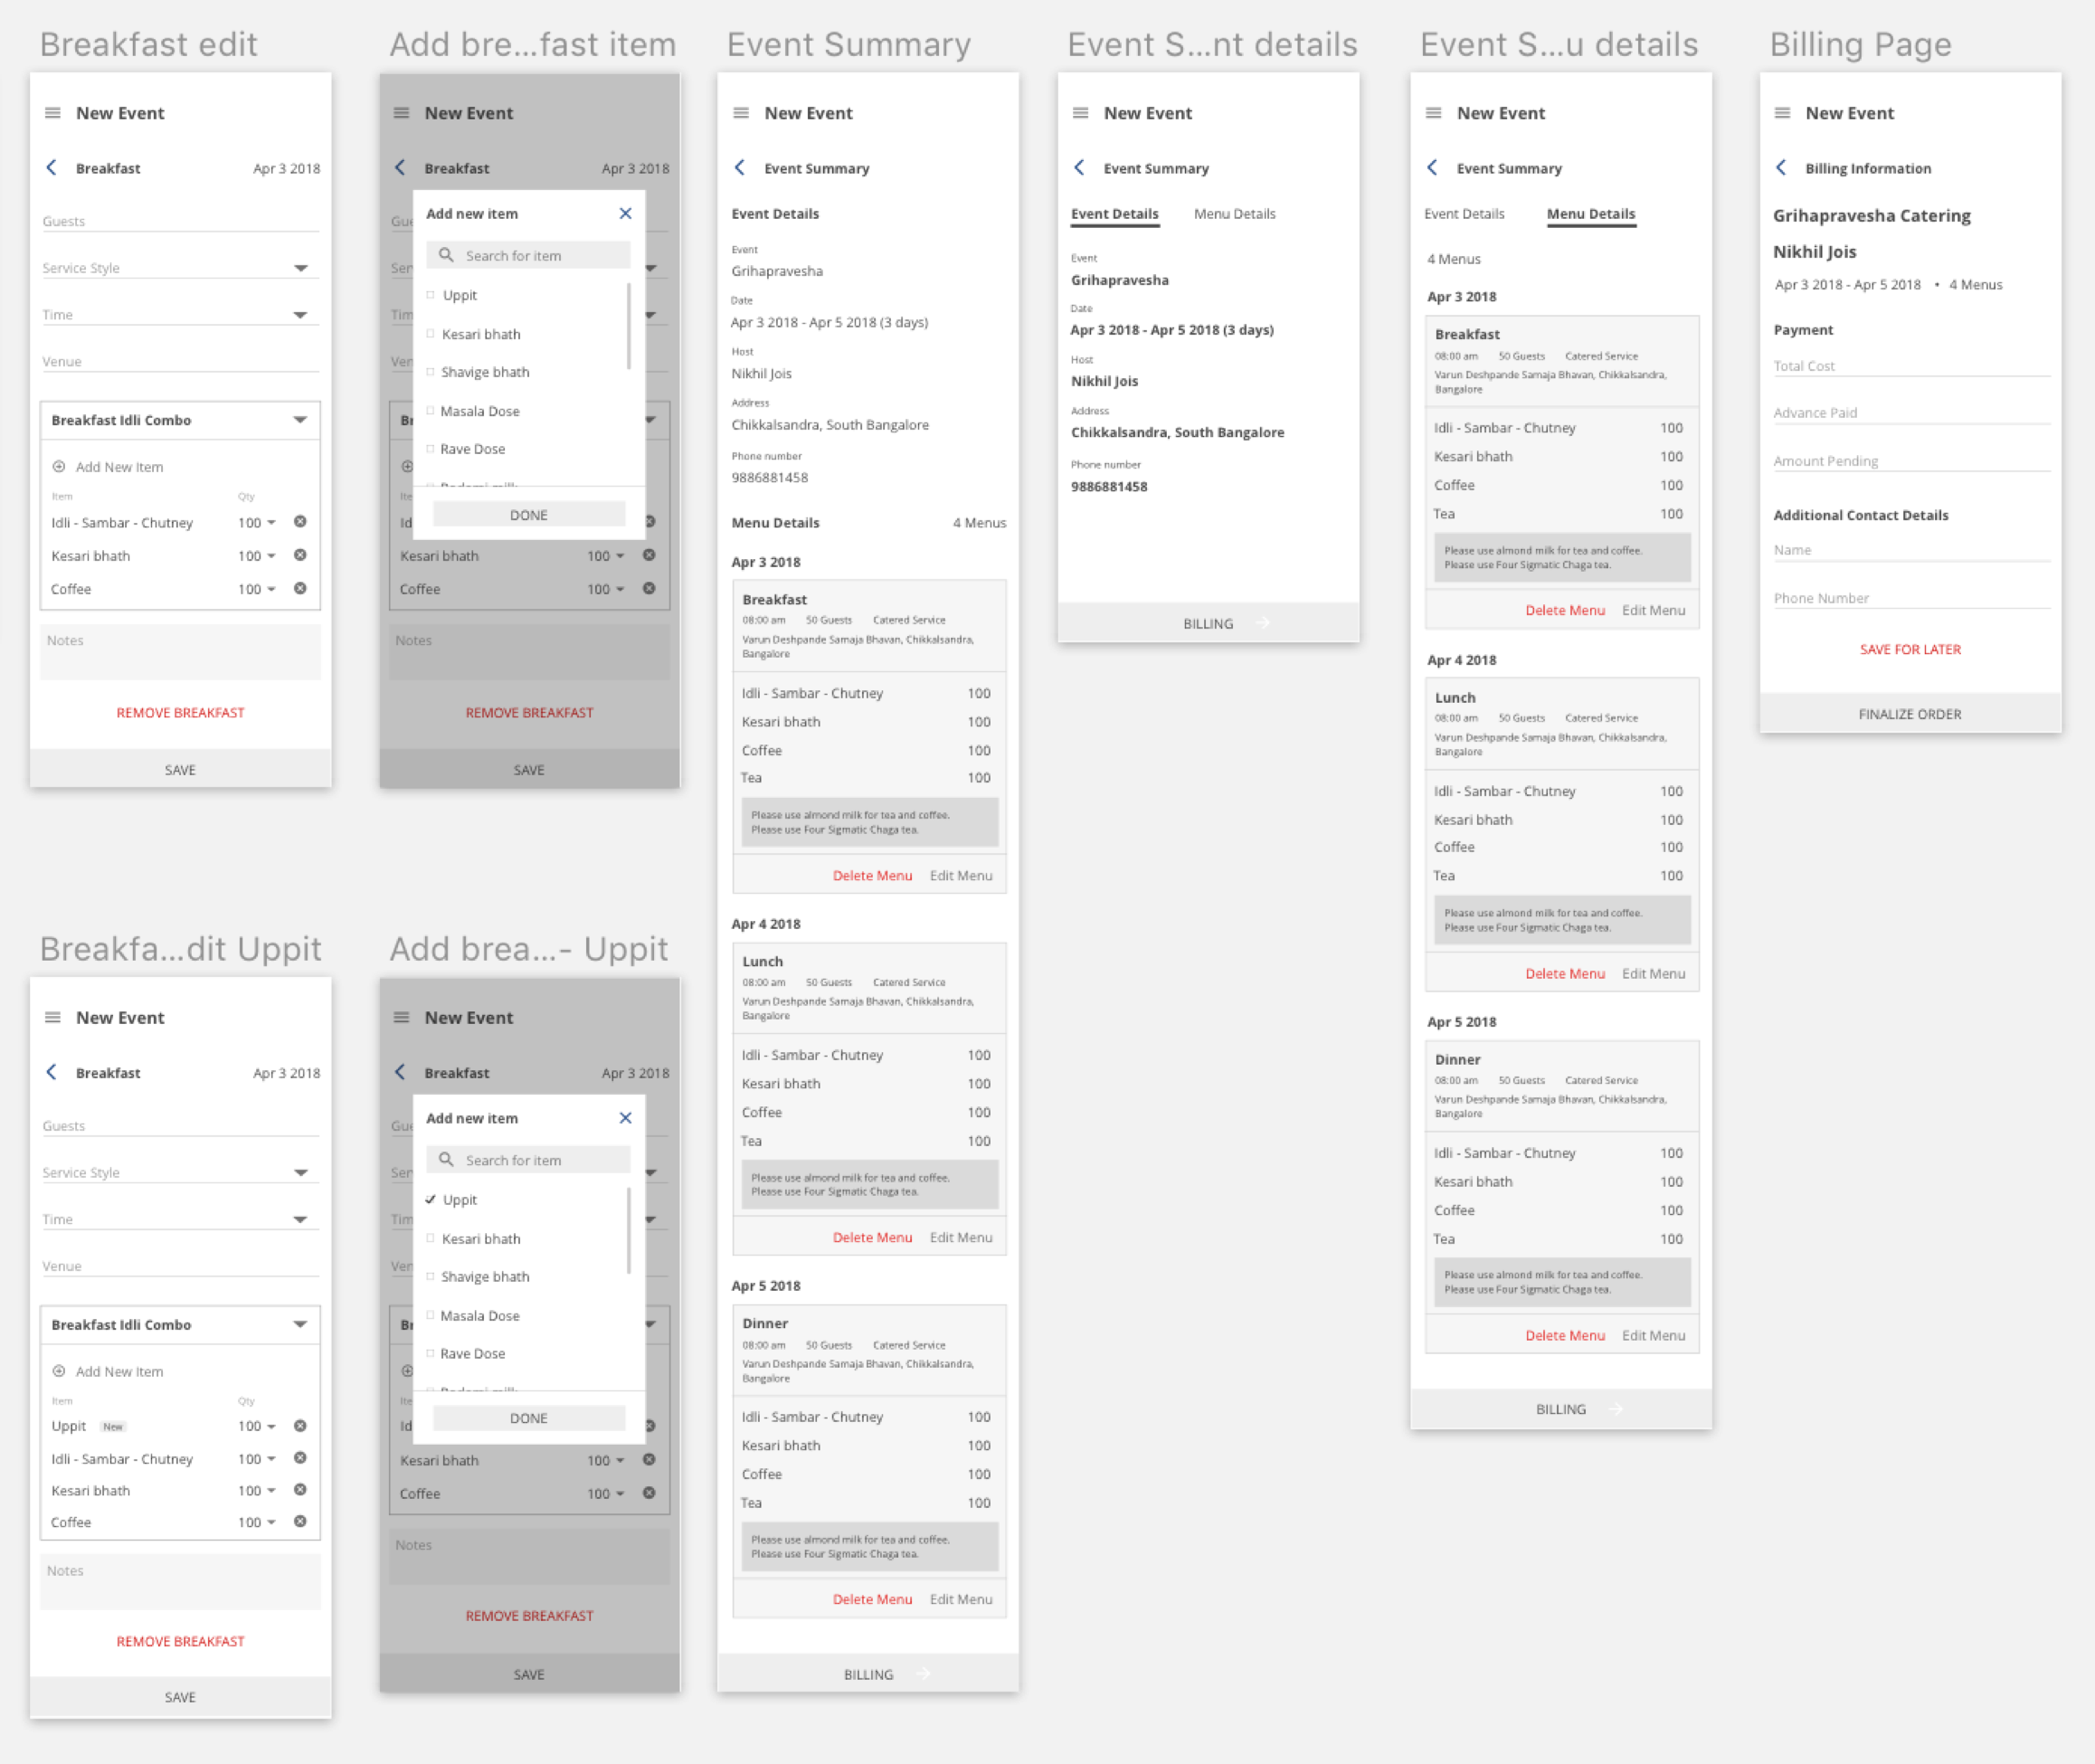 Breakfast edit
New Event
Breakfast Apr 3 2018
Guests
Service Style
Time
Venue
Breakfast Idli Combo
Add New Item
Item Qty
Idli - Sambar - Chutney 100
Kesari bhath 100
Coffee 100
Notes
REMOVE BREAKFAST
SAVE
Add bre...fast item
New Event
Breakfast Apr 3 2018
Gue
Add new item
Search for item
Ser
Uppit
Tim
Kesari bhath
Ven
Shavige bhath
Masala Dose
Br
Rave Dose
Ite
DONE
Id
Kesari bhath 100
Coffee 100
Notes
REMOVE BREAKFAST
SAVE
Event Summary
New Event
Event Summary
Event Details
Event
Grihapravesha
Date
Apr 3 2018 - Apr 5 2018 (3 days)
Host
Nikhil Jois
Address
Chikkalsandra, South Bangalore
Phone number
9886881458
Menu Details 4 Menus
Apr 3 2018
Breakfast
08:00 am 50 Guests Catered Service
Varun Deshpande Samaja Bhavan, Chikkalsandra,
Bangalore
Idli - Sambar - Chutney 100
Kesari bhath 100
Coffee 100
Tea 100
Please use almond milk for tea and coffee.
Please use Four Sigmatic Chaga tea.
Delete Menu Edit Menu
Apr 4 2018
Lunch
08:00 am 50 Guests Catered Service
Varun Deshpande Samaja Bhavan, Chikkalsandra,
Bangalore
Idli - Sambar - Chutney 100
Kesari bhath 100
Coffee 100
Tea 100
Please use almond milk for tea and coffee.
Please use Four Sigmatic Chaga tea.
Delete Menu Edit Menu
Apr 5 2018
Dinner
08:00 am 50 Guests Catered Service
Varun Deshpande Samaja Bhavan, Chikkalsandra,
Bangalore
Idli - Sambar - Chutney 100
Kesari bhath 100
Coffee 100
Tea 100
Please use almond milk for tea and coffee.
Please use Four Sigmatic Chaga tea.
Delete Menu Edit Menu
BILLING
Event S...nt details
New Event
Event Summary
Event Details Menu Details
Event
Grihapravesha
Date
Apr 3 2018 - Apr 5 2018 (3 days)
Host
Nikhil Jois
Address
Chikkalsandra, South Bangalore
Phone number
9886881458
BILLING
Event S...u details
New Event
Event Summary
Event Details Menu Details
4 Menus
Apr 3 2018
Breakfast
08:00 am 50 Guests Catered Service
Varun Deshpande Samaja Bhavan, Chikkalsandra,
Bangalore
Idli - Sambar - Chutney 100
Kesari bhath 100
Coffee 100
Tea 100
Please use almond milk for tea and coffee.
Please use Four Sigmatic Chaga tea.
Delete Menu Edit Menu
Apr 4 2018
Lunch
08:00 am 50 Guests Catered Service
Varun Deshpande Samaja Bhavan, Chikkalsandra,
Bangalore
Idli - Sambar - Chutney 100
Kesari bhath 100
Coffee 100
Tea 100
Please use almond milk for tea and coffee.
Please use Four Sigmatic Chaga tea.
Delete Menu Edit Menu
Apr 5 2018
Dinner
08:00 am 50 Guests Catered Service
Varun Deshpande Samaja Bhavan, Chikkalsandra,
Bangalore
Idli - Sambar - Chutney 100
Kesari bhath 100
Coffee 100
Tea 100
Please use almond milk for tea and coffee.
Please use Four Sigmatic Chaga tea.
Delete Menu Edit Menu
BILLING
Billing Page
New Event
Billing Information
Grihapravesha Catering
Nikhil Jois
Apr 3 2018 - Apr 5 2018 • 4 Menus
Payment
Total Cost
Advance Paid
Amount Pending
Additional Contact Details
Name
Phone Number
SAVE FOR LATER
FINALIZE ORDER
Breakfa...dit Uppit
New Event
Breakfast Apr 3 2018
Guests
Service Style
Time
Venue
Breakfast Idli Combo
Add New Item
Item Qty
Uppit New 100
Idli - Sambar - Chutney 100
Kesari bhath 100
Coffee 100
Notes
REMOVE BREAKFAST
SAVE
Add brea...- Uppit
New Event
Breakfast Apr 3 2018
Gue
Add new item
Search for item
Ser
Uppit
Tim
Kesari bhath
Ven
Shavige bhath
Masala Dose
Br
Rave Dose
Ite
DONE
Id
Kesari bhath 100
Coffee 100
Notes
REMOVE BREAKFAST
SAVE